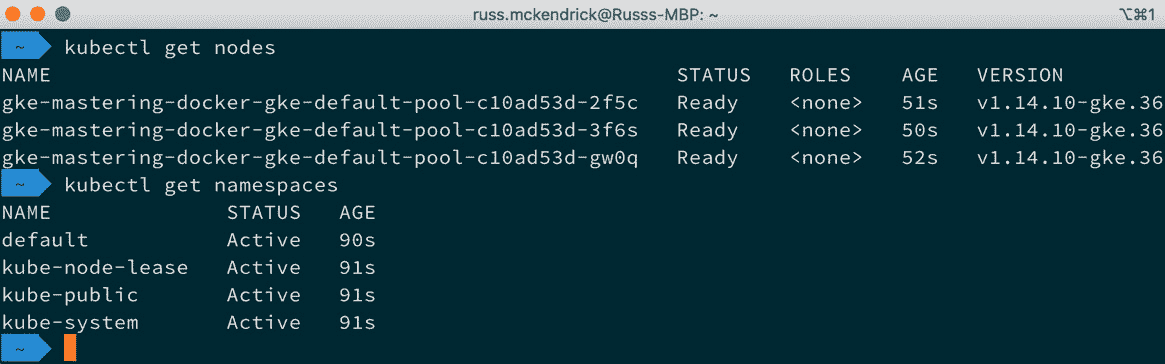 russ.mckendrick@Russs-MBP: ~ ⌥⌘1
~ kubectl get nodes
NAME STATUS ROLES AGE VERSION
gke-mastering-docker-gke-default-pool-c10ad53d-2f5c Ready <none> 51s v1.14.10-gke.36
gke-mastering-docker-gke-default-pool-c10ad53d-3f6s Ready <none> 50s v1.14.10-gke.36
gke-mastering-docker-gke-default-pool-c10ad53d-gw0q Ready <none> 52s v1.14.10-gke.36
~ kubectl get namespaces
NAME STATUS AGE
default Active 90s
kube-node-lease Active 91s
kube-public Active 91s
kube-system Active 91s
~